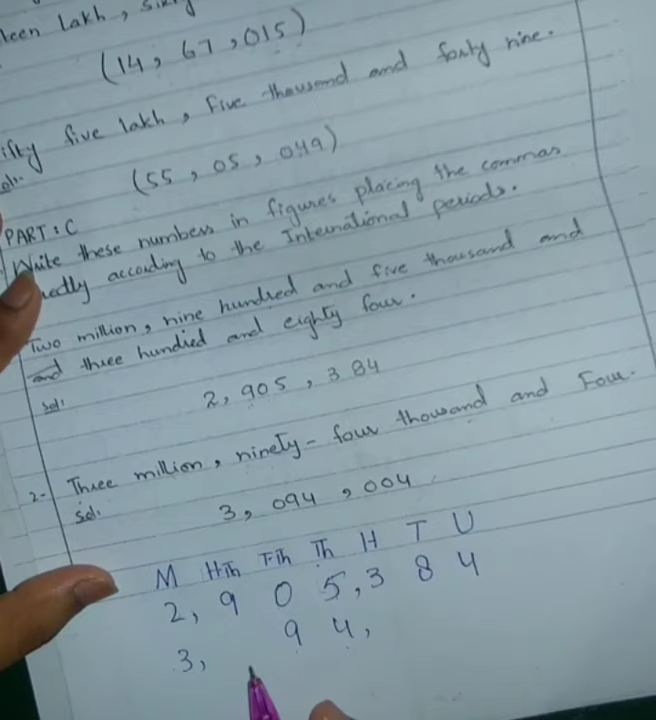 teen lakh, sixty
(14, 67, 015)
ifty five lakh, five thousand and forty nine.
(55, 05, 049)
PART: C
Write these numbers in figures placing the commas
rectly according to the International periods.
Two million, nine hundred and five thousand and
and three hundred and eighty four.
Sol:
2, 905, 384
2- Three million, ninety-four thousand and Four.
Sol:
3, 094, 004
M HTh T-Th Th H T U
2, 9 0 5, 3 8 4
3, 9 4,